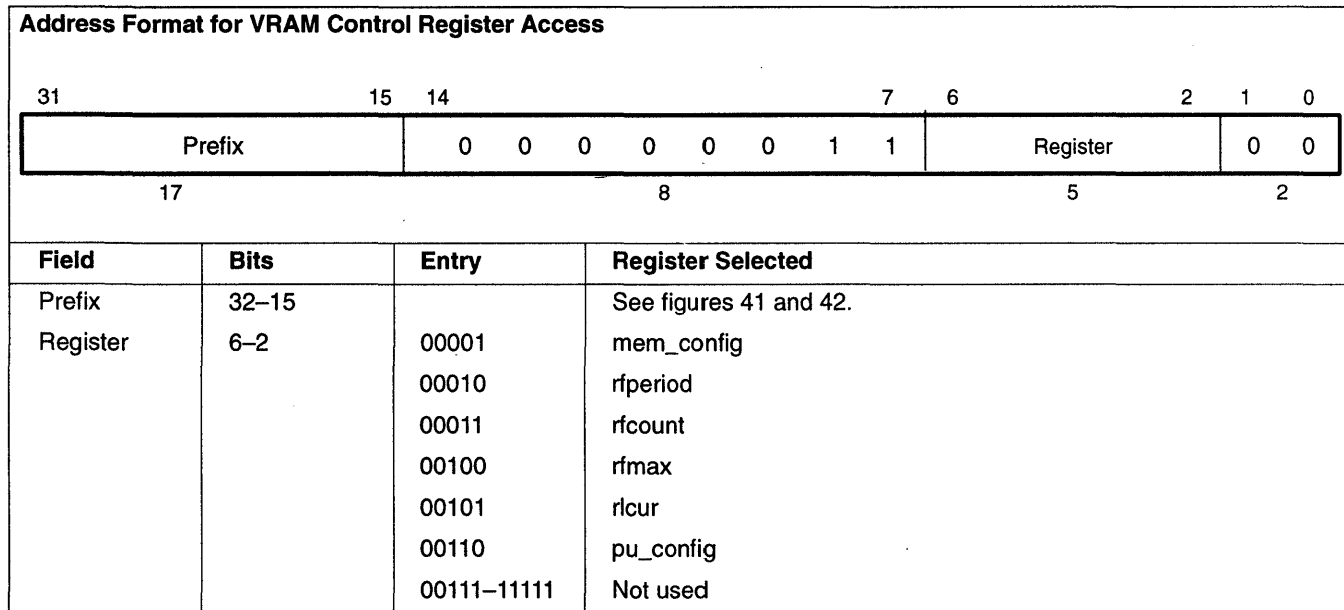 Address Format for VRAM Control Register Access
31 15 14 7 6 2 1 0
Prefix 0 0 0 0 0 0 1 1 Register 0 0
17 8 5 2
Field Bits Entry Register Selected
Prefix 32–15 See figures 41 and 42.
Register 6–2 00001 mem_config
00010 rfperiod
00011 rfcount
00100 rfmax
00101 rlcur
00110 pu_config
00111–11111 Not used